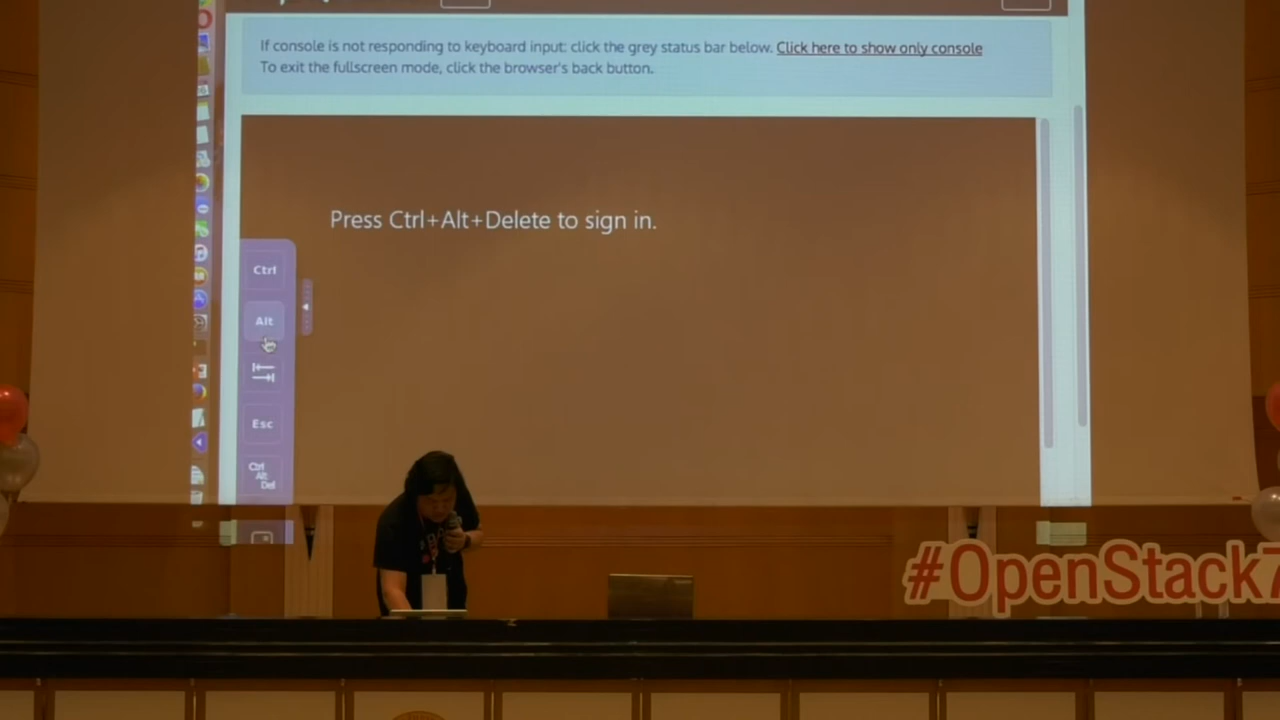 If console is not responding to keyboard input: click the grey status bar below. Click here to show only console
To exit the fullscreen mode, click the browser's back button.
Press Ctrl+Alt+Delete to sign in.
Ctrl
Alt
Esc
Ctrl
Alt
Del
#OpenStack7